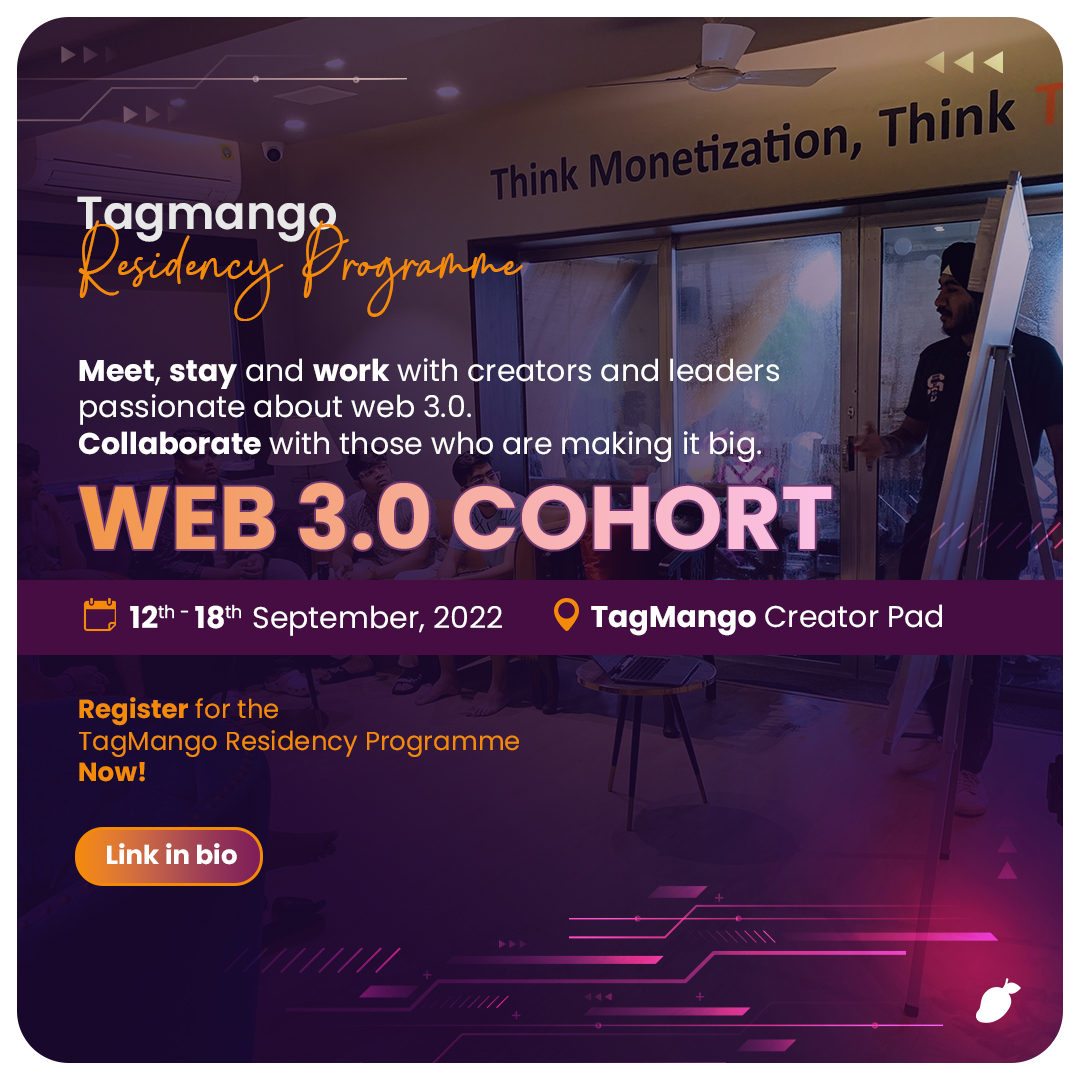 Think Monetization, Think T
Tagmango
Residency Programme
Meet, stay and work with creators and leaders
passionate about web 3.0.
Collaborate with those who are making it big.
WEB 3.0 COHORT
12th - 18th September, 2022
TagMango Creator Pad
Register for the
TagMango Residency Programme
Now!
Link in bio